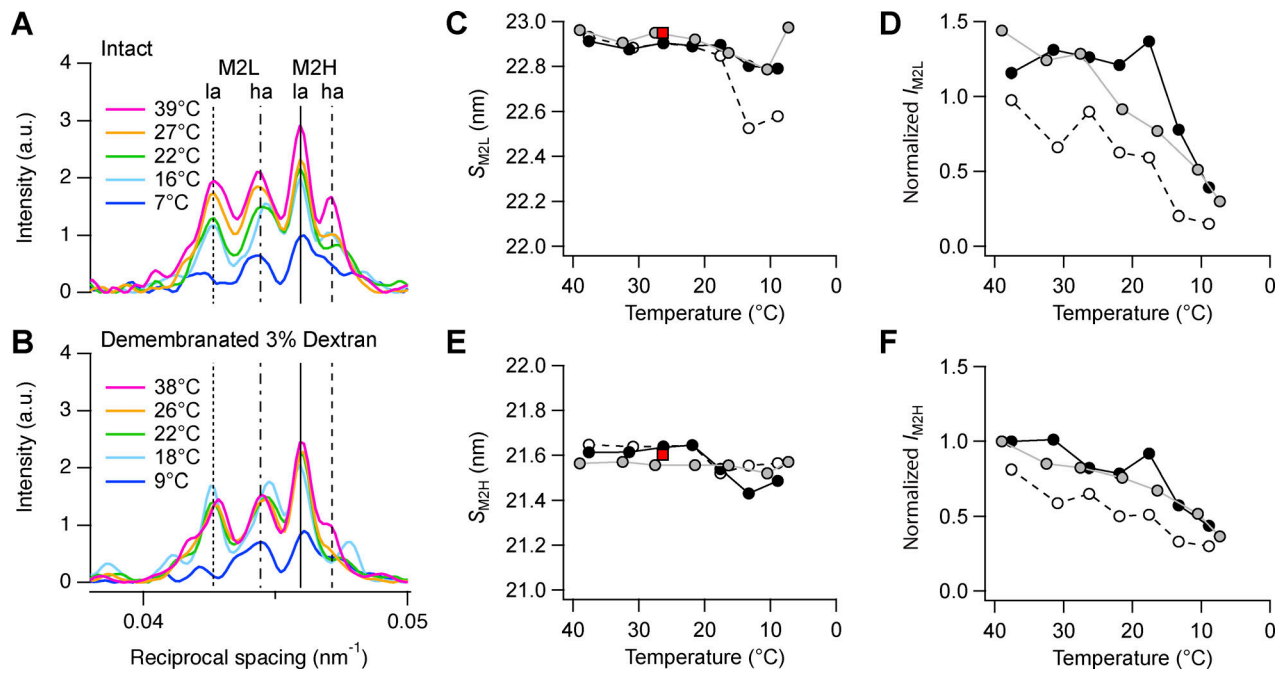 A
Intact
4
3
2
1
0
Intensity (a.u.)
39°C
27°C
22°C
16°C
7°C
M2L M2H
la ha la ha
B
Demembranated 3% Dextran
4
3
2
1
0
Intensity (a.u.)
38°C
26°C
22°C
18°C
9°C
0.04 0.05
Reciprocal spacing (nm⁻¹)
C
23.0
22.8
22.6
22.4
22.2
22.0
S_M2L (nm)
40 30 20 10 0
Temperature (°C)
D
1.5
1.0
0.5
0.0
Normalized I_M2L
40 30 20 10 0
Temperature (°C)
E
22.0
21.8
21.6
21.4
21.2
21.0
S_M2H (nm)
40 30 20 10 0
Temperature (°C)
F
1.5
1.0
0.5
0.0
Normalized I_M2H
40 30 20 10 0
Temperature (°C)